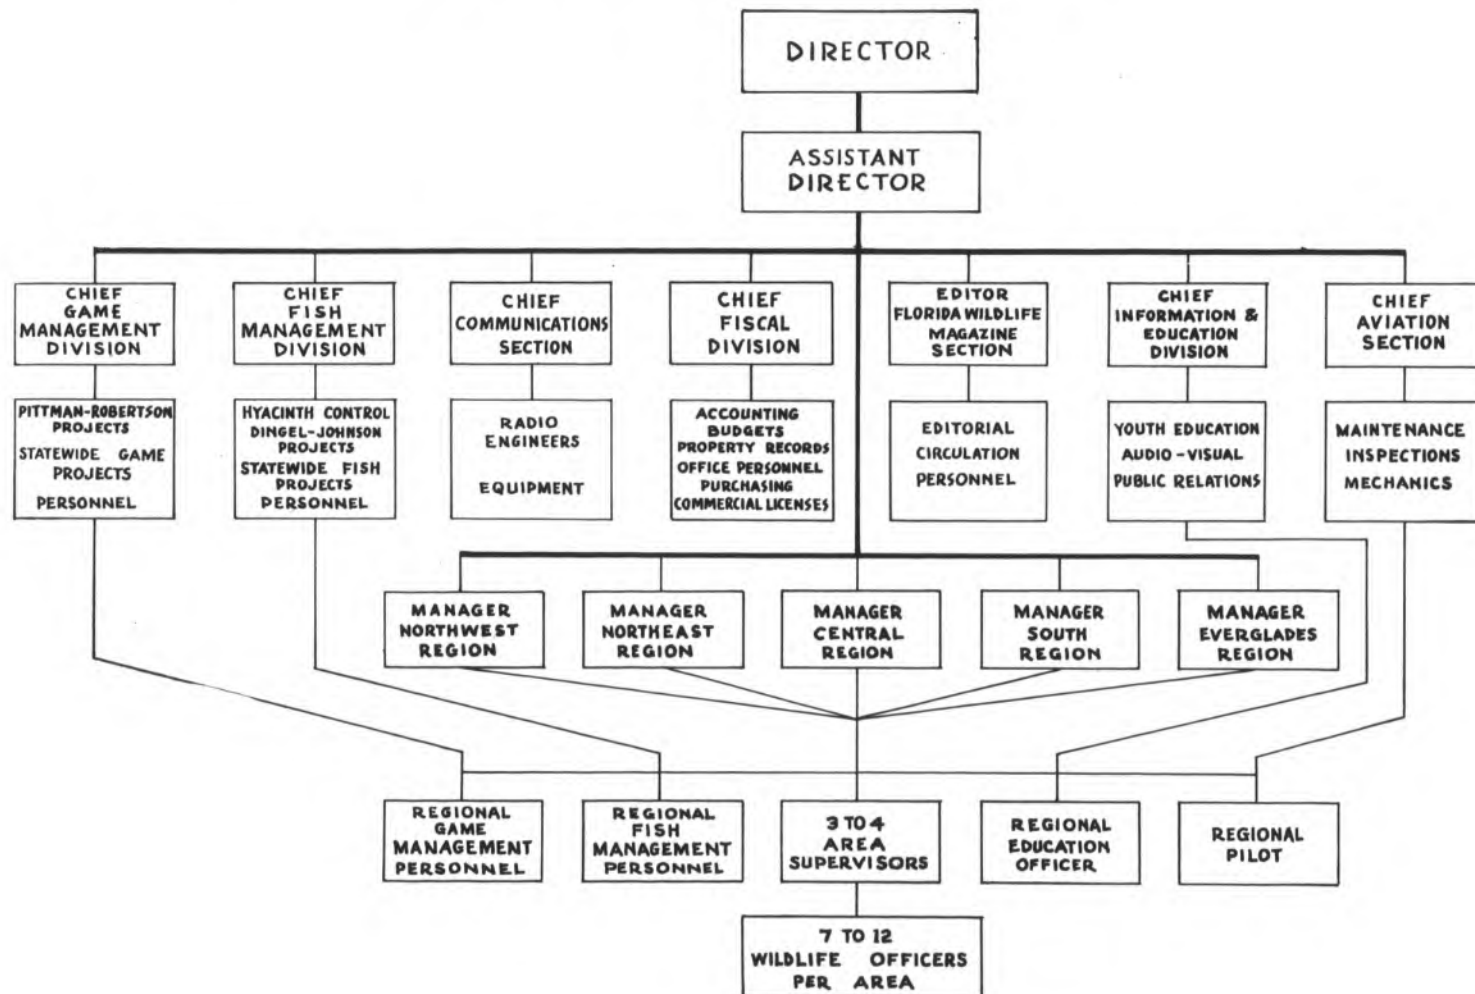 DIRECTOR
ASSISTANT
DIRECTOR
CHIEF
GAME
MANAGEMENT
DIVISION
CHIEF
FISH
MANAGEMENT
DIVISION
CHIEF
COMMUNICATIONS
SECTION
CHIEF
FISCAL
DIVISION
EDITOR
FLORIDA WILDLIFE
MAGAZINE
SECTION
CHIEF
INFORMATION &
EDUCATION
DIVISION
CHIEF
AVIATION
SECTION
PITTMAN-ROBERTSON
PROJECTS
STATEWIDE GAME
PROJECTS
PERSONNEL
HYACINTH CONTROL
DINGEL-JOHNSON
PROJECTS
STATEWIDE FISH
PROJECTS
PERSONNEL
RADIO
ENGINEERS
EQUIPMENT
ACCOUNTING
BUDGETS
PROPERTY RECORDS
OFFICE PERSONNEL
PURCHASING
COMMERCIAL LICENSES
EDITORIAL
CIRCULATION
PERSONNEL
YOUTH EDUCATION
AUDIO-VISUAL
PUBLIC RELATIONS
MAINTENANCE
INSPECTIONS
MECHANICS
MANAGER
NORTHWEST
REGION
MANAGER
NORTHEAST
REGION
MANAGER
CENTRAL
REGION
MANAGER
SOUTH
REGION
MANAGER
EVERGLADES
REGION
REGIONAL
GAME
MANAGEMENT
PERSONNEL
REGIONAL
FISH
MANAGEMENT
PERSONNEL
3 TO 4
AREA
SUPERVISORS
REGIONAL
EDUCATION
OFFICER
REGIONAL
PILOT
7 TO 12
WILDLIFE OFFICERS
PER AREA